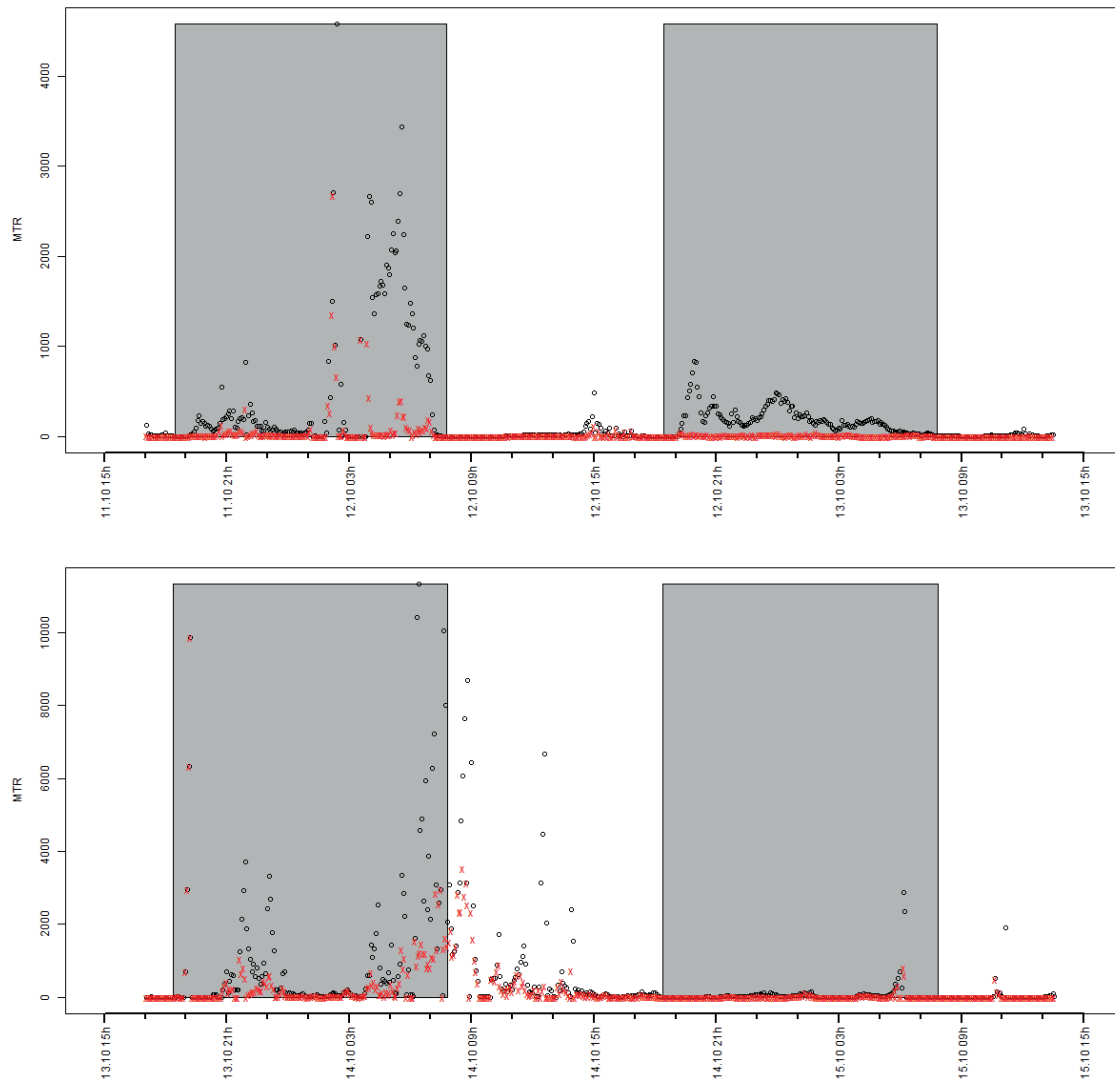 MTR
4000
3000
2000
1000
0
11.10 15h
11.10 21h
12.10 03h
12.10 09h
12.10 15h
12.10 21h
13.10 03h
13.10 09h
13.10 15h
MTR
10000
8000
6000
4000
2000
0
13.10 15h
13.10 21h
14.10 03h
14.10 09h
14.10 15h
14.10 21h
15.10 03h
15.10 09h
15.10 15h